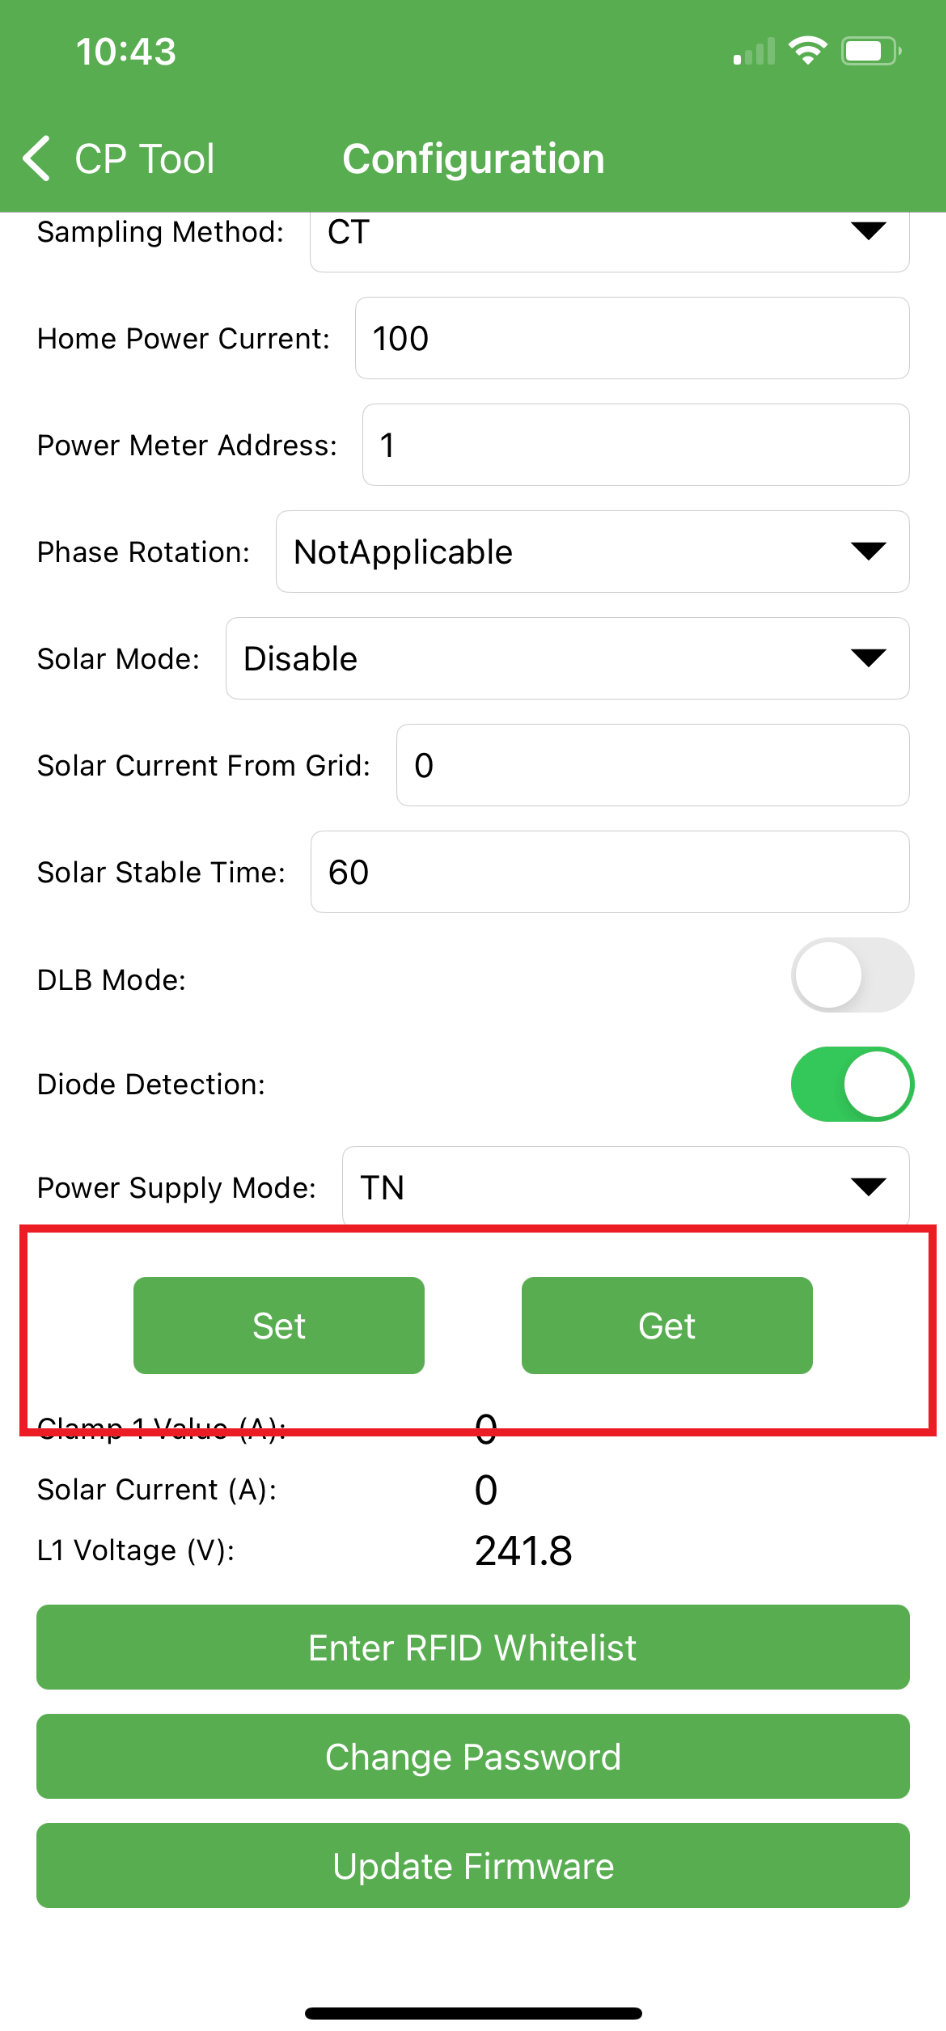 10:43
CP Tool Configuration
Sampling Method: CT
Home Power Current: 100
Power Meter Address: 1
Phase Rotation: NotApplicable
Solar Mode: Disable
Solar Current From Grid: 0
Solar Stable Time: 60
DLB Mode:
Diode Detection:
Power Supply Mode: TN
Set Get
Clamp 1 Value (A): 0
Solar Current (A): 0
L1 Voltage (V): 241.8
Enter RFID Whitelist
Change Password
Update Firmware